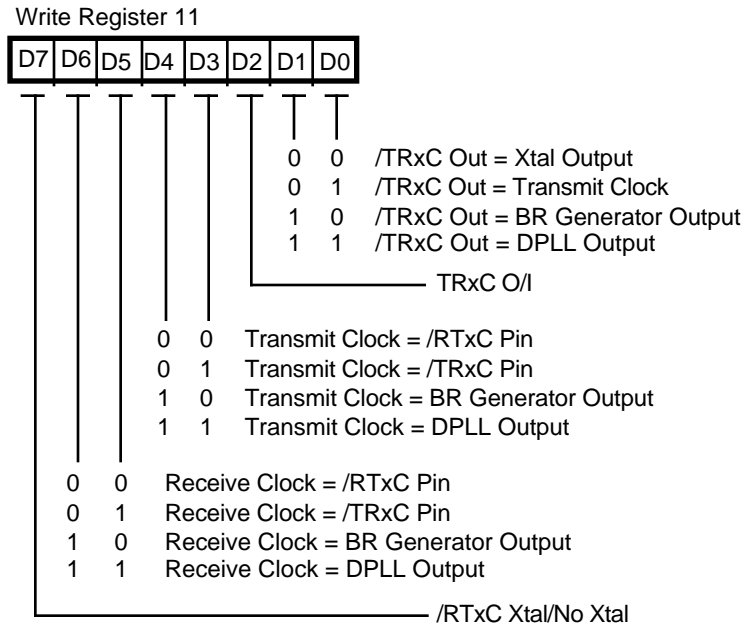 Write Register 11
D7 D6 D5 D4 D3 D2 D1 D0
0 0 /TRxC Out = Xtal Output
0 1 /TRxC Out = Transmit Clock
1 0 /TRxC Out = BR Generator Output
1 1 /TRxC Out = DPLL Output
TRxC O/I
0 0 Transmit Clock = /RTxC Pin
0 1 Transmit Clock = /TRxC Pin
1 0 Transmit Clock = BR Generator Output
1 1 Transmit Clock = DPLL Output
0 0 Receive Clock = /RTxC Pin
0 1 Receive Clock = /TRxC Pin
1 0 Receive Clock = BR Generator Output
1 1 Receive Clock = DPLL Output
/RTxC Xtal/No Xtal